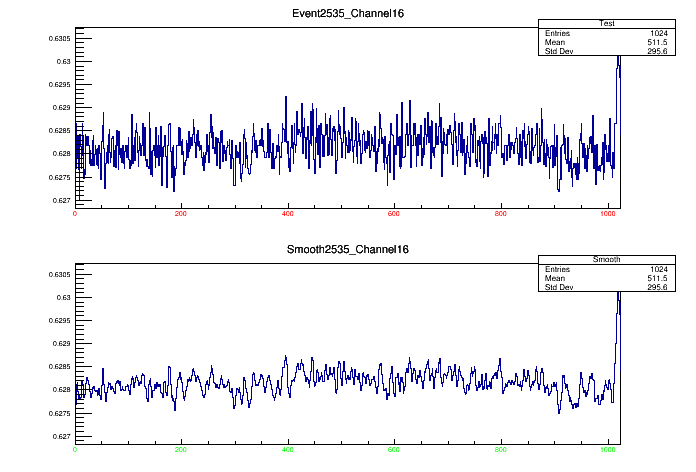 Event2535_Channel16
Test
Entries 1024
Mean 511.5
Std Dev 295.6
0.6305
0.63
0.6295
0.629
0.6285
0.628
0.6275
0.627
0 200 400 600 800 1000
Smooth2535_Channel16
Smooth
Entries 1024
Mean 511.5
Std Dev 295.6
0.6305
0.63
0.6295
0.629
0.6285
0.628
0.6275
0.627
0 200 400 600 800 1000